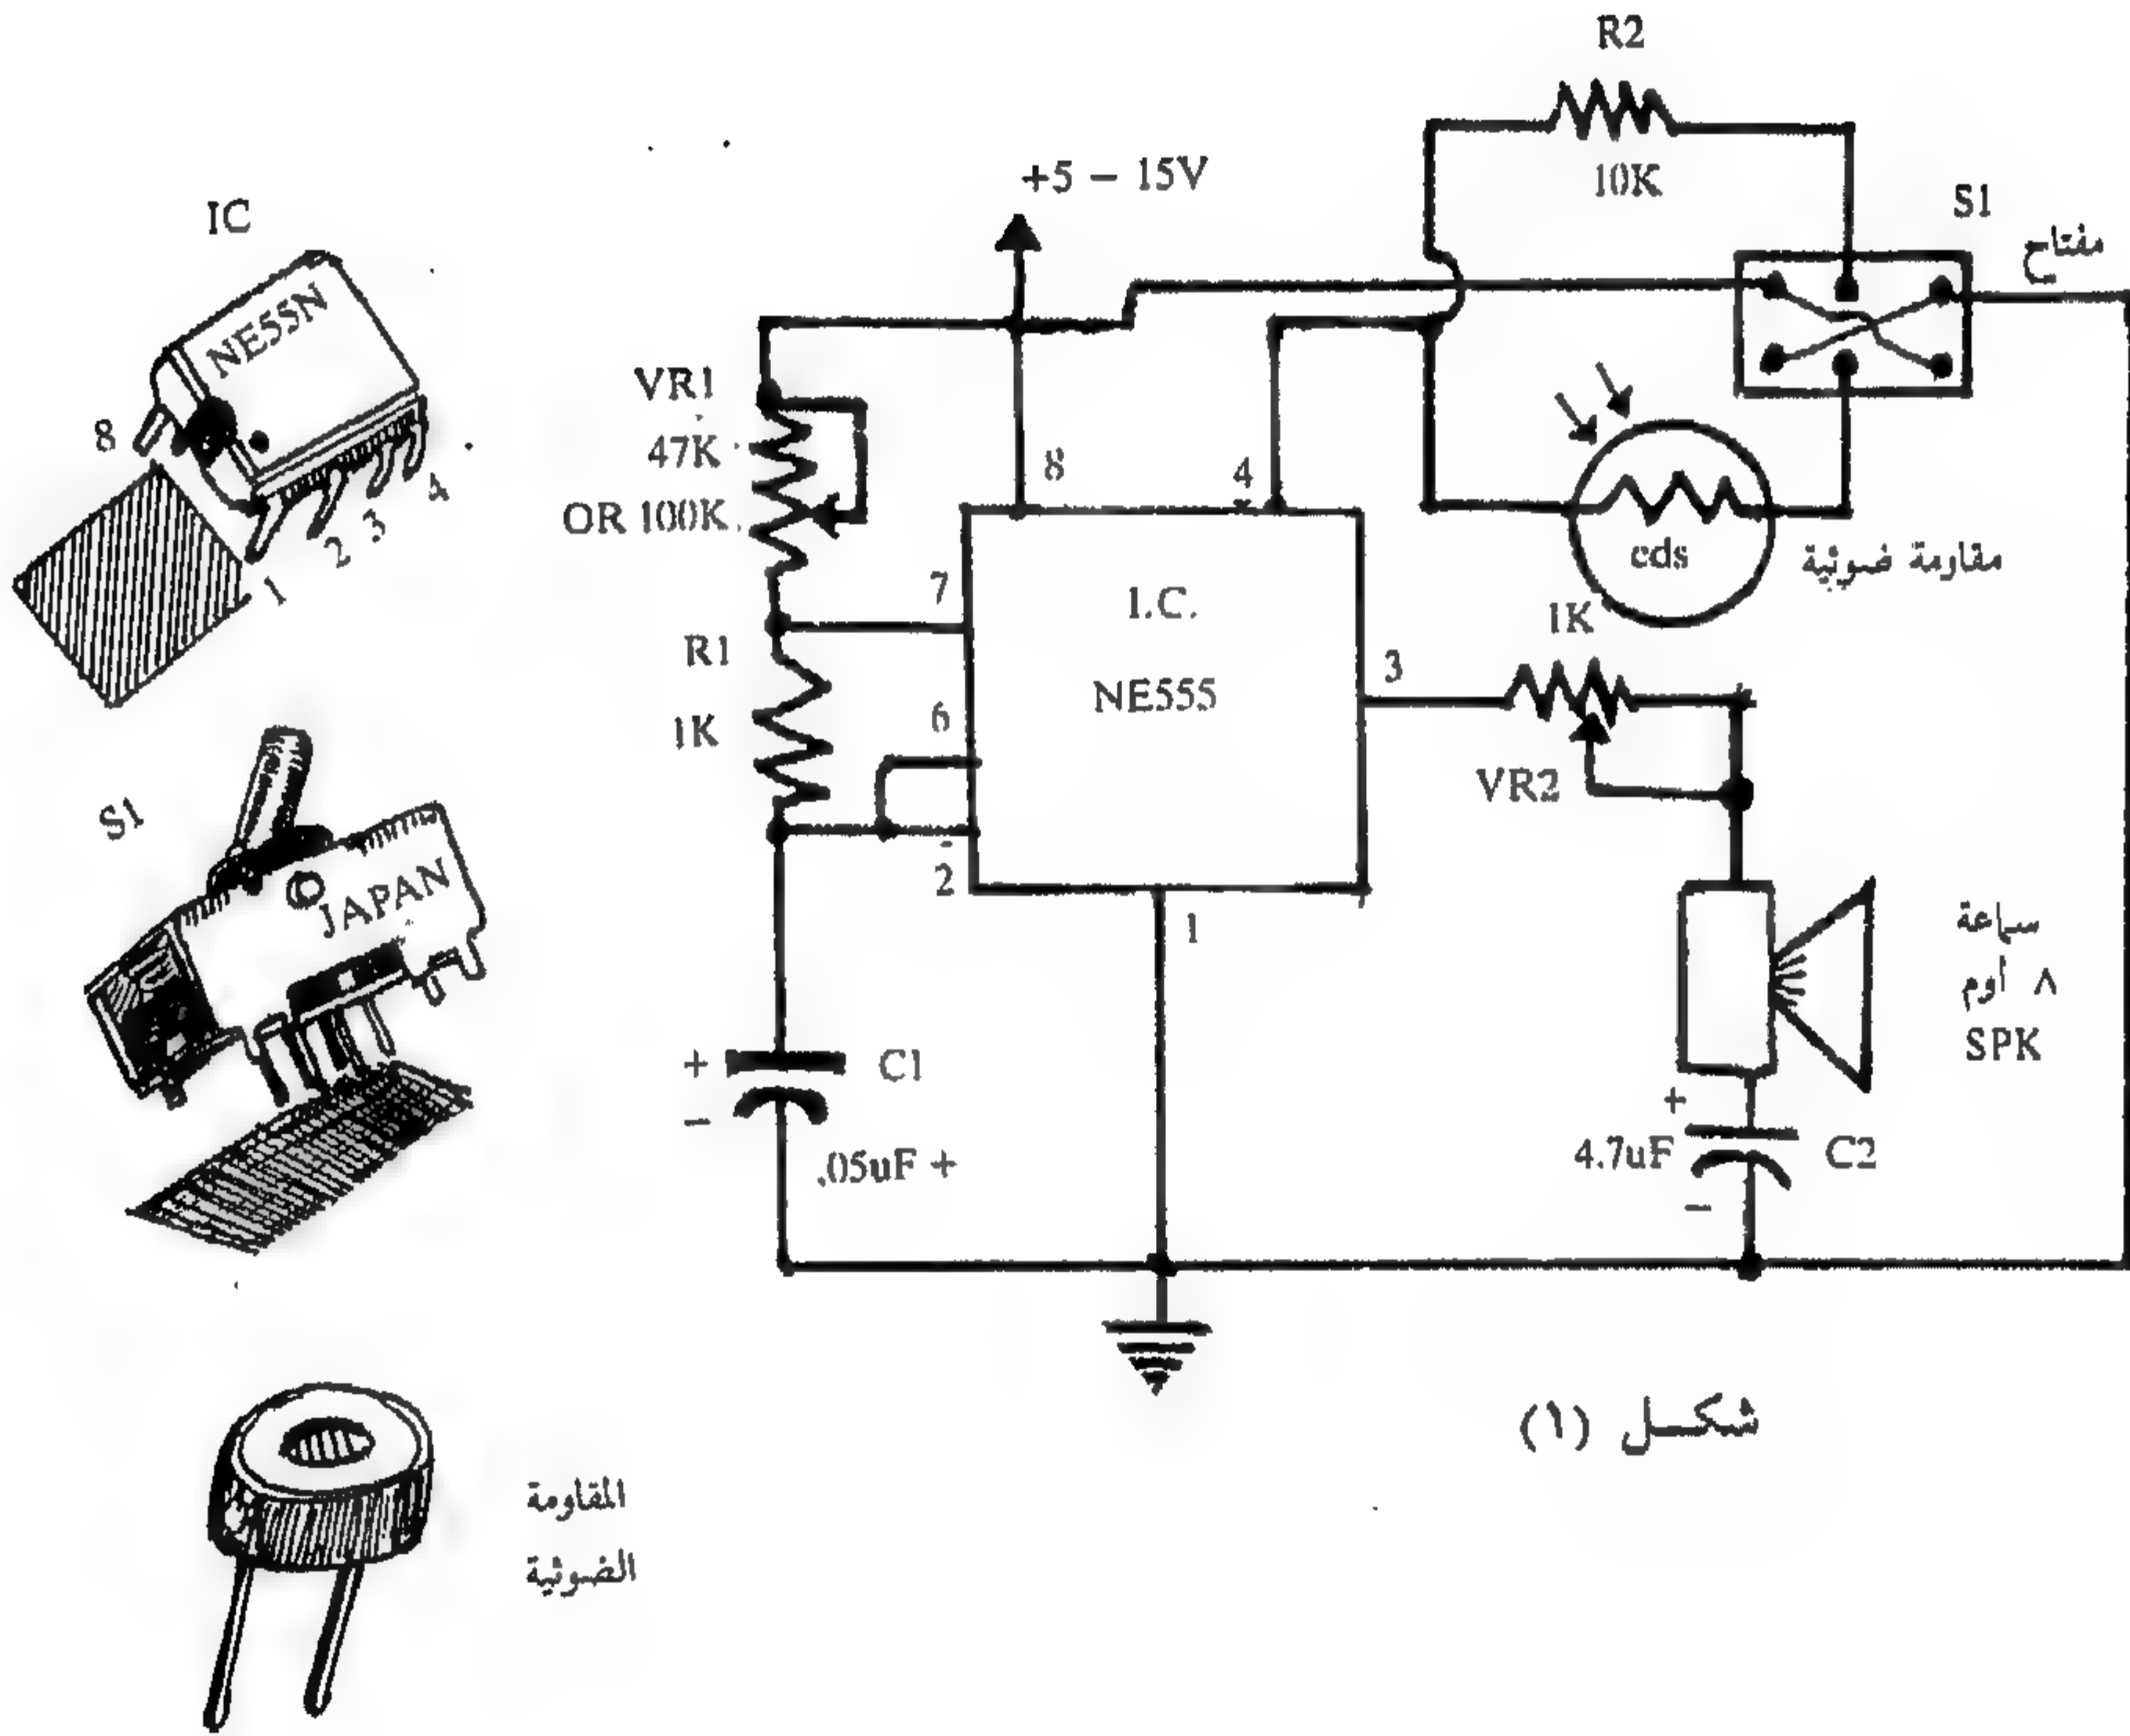 R2
10K
+5 – 15V
S1
مفتاح
IC
NE55N
8
4
3
2
1
VR1
47K
OR 100K
8
4
cds
مقاومة ضوئية
1K
7
I.C.
NE555
R1
1K
6
3
VR2
2
1
S1
JAPAN
سماعة
٨ أوم
SPK
+
C1
–
.05uF +
+
4.7uF
C2
–
شكل (١)
المقاومة
الضوئية